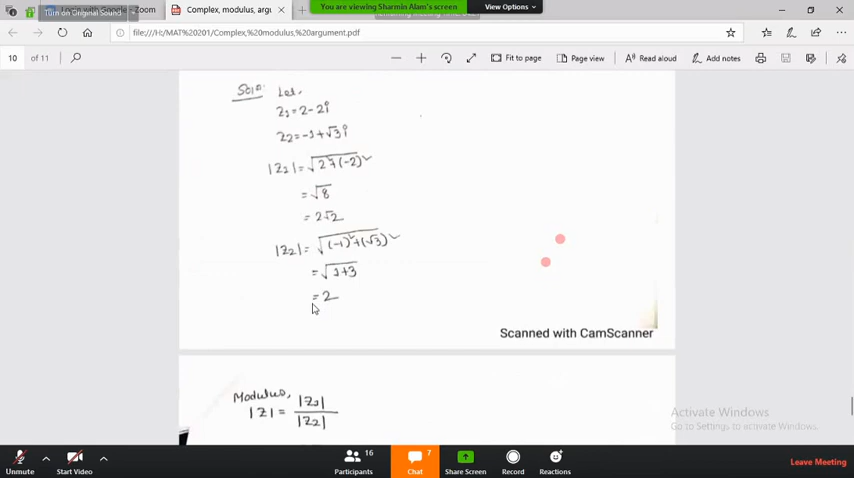 Login with Google - Zoom
Turn on Original Sound
Complex, modulus, argu
You are viewing Sharmin Alam's screen
View Options
file:///H:/MAT%20201/Complex,%20modulus,%20argument.pdf
10 of 11
Fit to page
Page view
Read aloud
Add notes
Solⁿ: Let,
z₁=2-2i
z₂=-1+√3i
|z₁|=√2²+(-2)²
=√8
=2√2
|z₂|=√(-1)²+(√3)²
=√1+3
=2
Scanned with CamScanner
Modulus,
|z|= |z₁|
|z₂|
Activate Windows
Go to Settings to activate Windows.
Unmute
Start Video
16
Participants
7
Chat
Share Screen
Record
Reactions
Leave Meeting